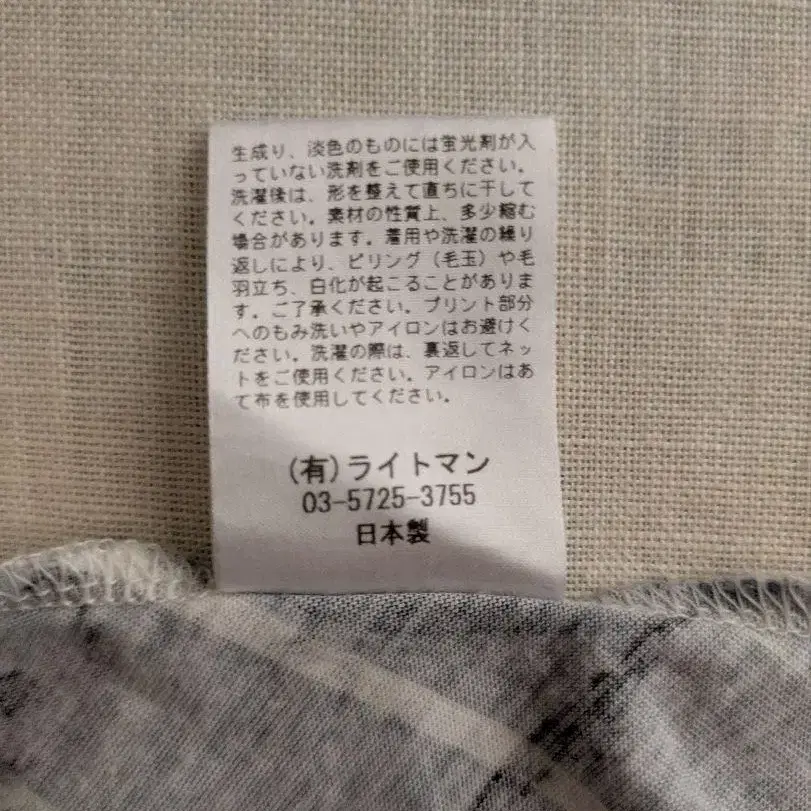 生成り、淡色のものには蛍光剤が入
っていない洗剤をご使用ください。
洗濯後は、形を整えて直ちに干して
ください。素材の性質上、多少縮む
場合があります。着用や洗濯の繰り
返しにより、ピリング（毛玉）や毛
羽立ち、白化が起こることがありま
す。ご了承ください。プリント部分
へのもみ洗いやアイロンはお避けく
ださい。洗濯の際は、裏返してネッ
トをご使用ください。アイロンはあ
て布を使用してください。
(有)ライトマン
03-5725-3755
日本製